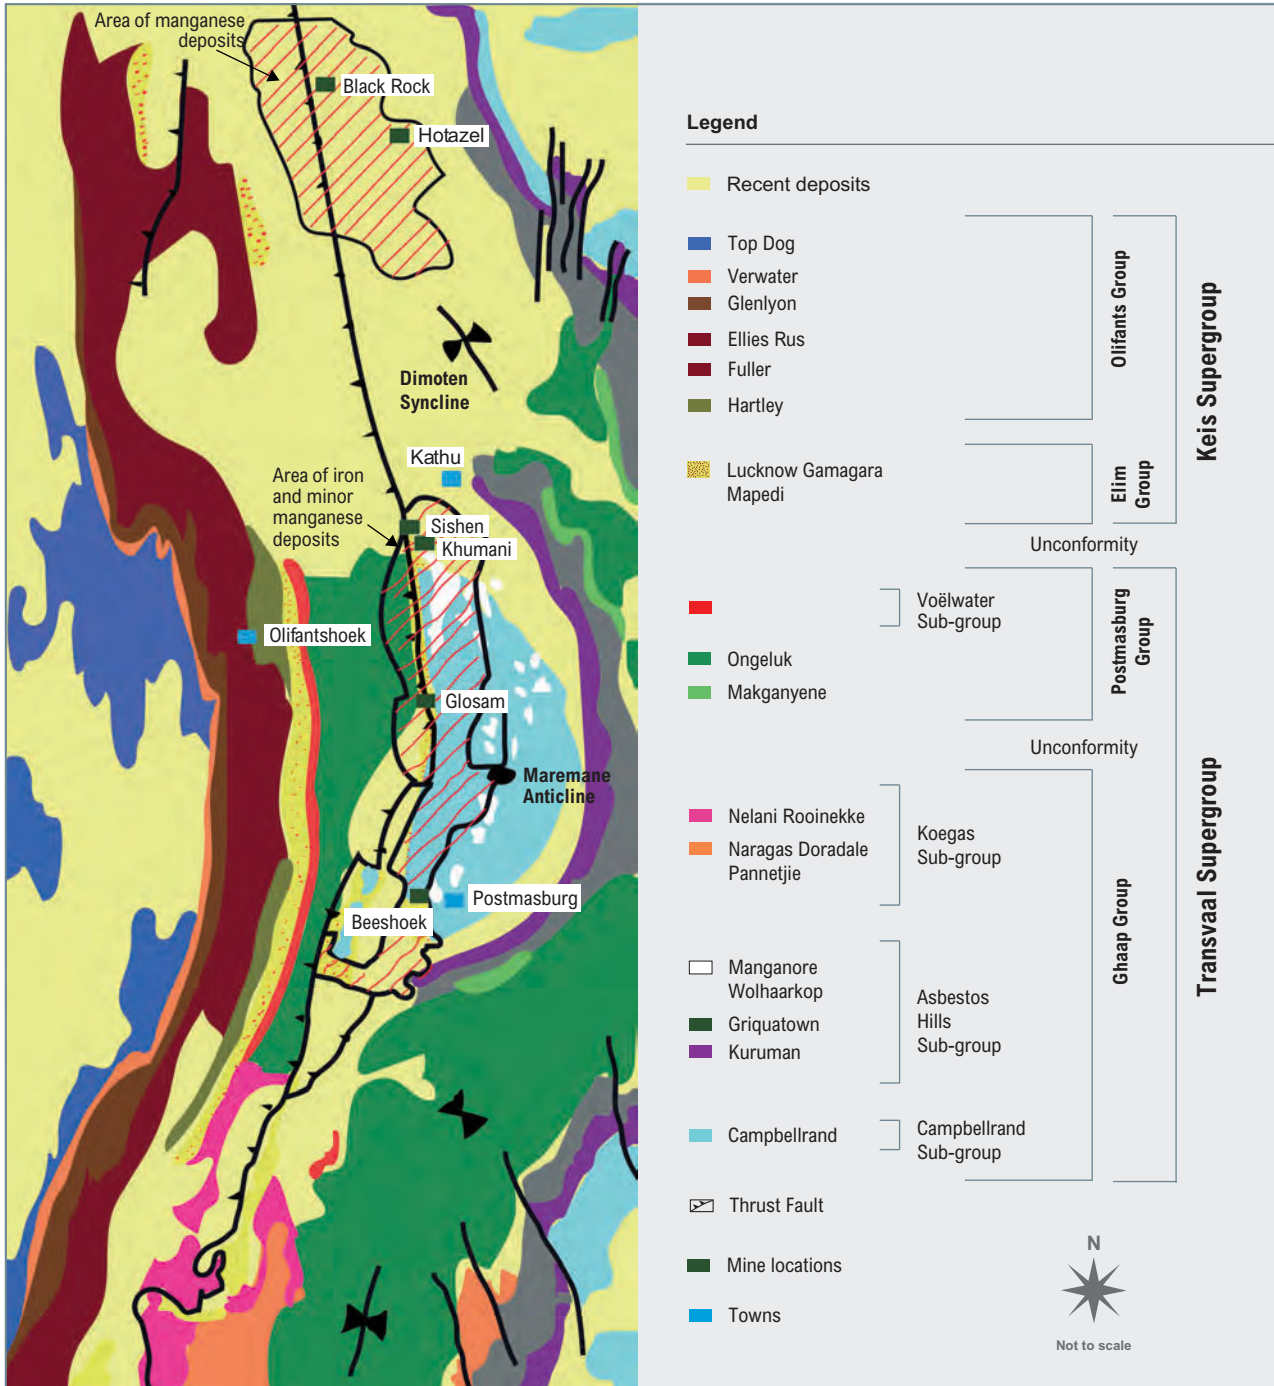 Area of manganese
deposits
Black Rock
Hotazel
Dimoten
Syncline
Kathu
Area of iron
and minor
manganese
deposits
Sishen
Khumani
Olifantshoek
Glosam
Maremane
Anticline
Postmasburg
Beeshoek
Legend
Recent deposits
Top Dog
Verwater
Glenlyon
Ellies Rus
Fuller
Hartley
Olifants Group
Lucknow Gamagara
Mapedi
Elim
Group
Keis Supergroup
Unconformity
Voëlwater
Sub-group
Ongeluk
Makganyene
Postmasburg
Group
Unconformity
Nelani Rooinekke
Naragas Doradale
Pannetjie
Koegas
Sub-group
Manganore
Wolhaarkop
Griquatown
Kuruman
Asbestos
Hills
Sub-group
Campbellrand
Campbellrand
Sub-group
Ghaap Group
Transvaal Supergroup
Thrust Fault
Mine locations
Towns
N
Not to scale